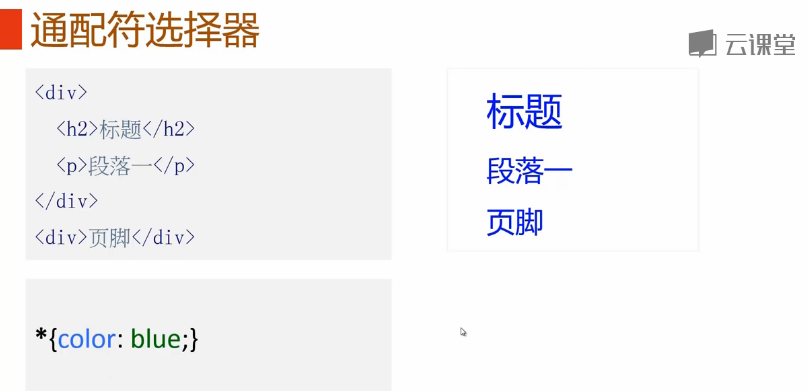 通配符选择器
云课堂
<div>
<h2>标题</h2>
<p>段落一</p>
</div>
<div>页脚</div>
标题
段落一
页脚
*{color: blue;}